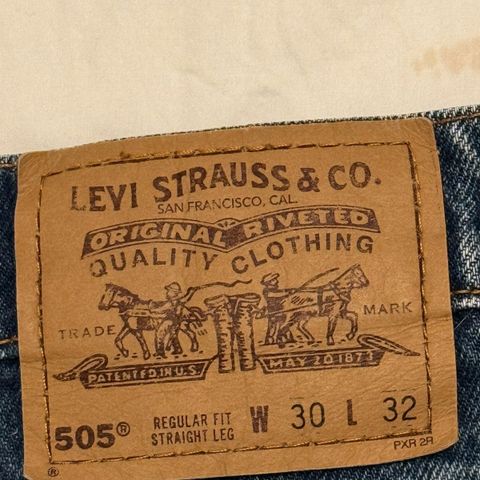 LEVI STRAUSS & CO.
SAN FRANCISCO, CAL.
ORIGINAL RIVETED
QUALITY CLOTHING
TRADE MARK
PATENTED IN U.S. MAY 20 1873
505® REGULAR FIT W 30 L 32
STRAIGHT LEG
® PXR 2R